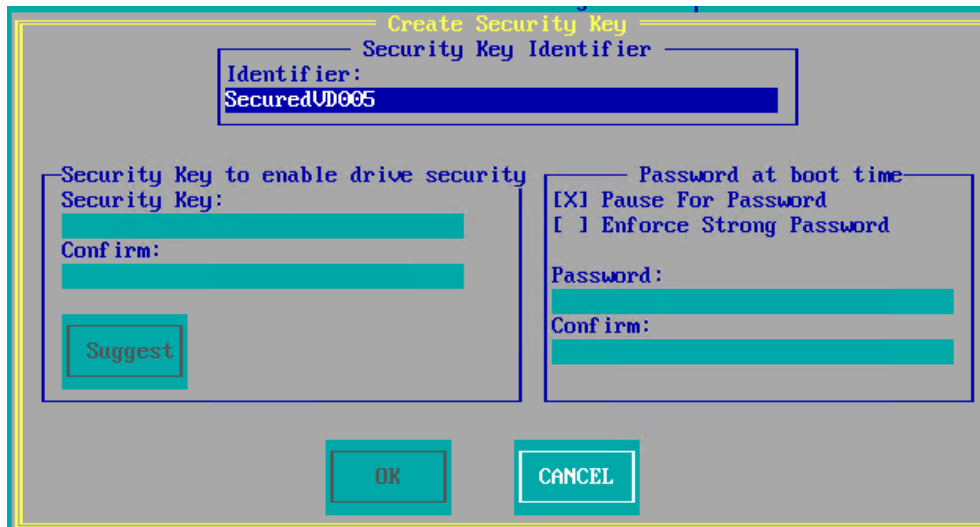 Create Security Key
Security Key Identifier
Identifier:
SecuredVD005
Security Key to enable drive security
Security Key:
Confirm:
Suggest
Password at boot time
[X] Pause For Password
[ ] Enforce Strong Password
Password:
Confirm:
OK
CANCEL